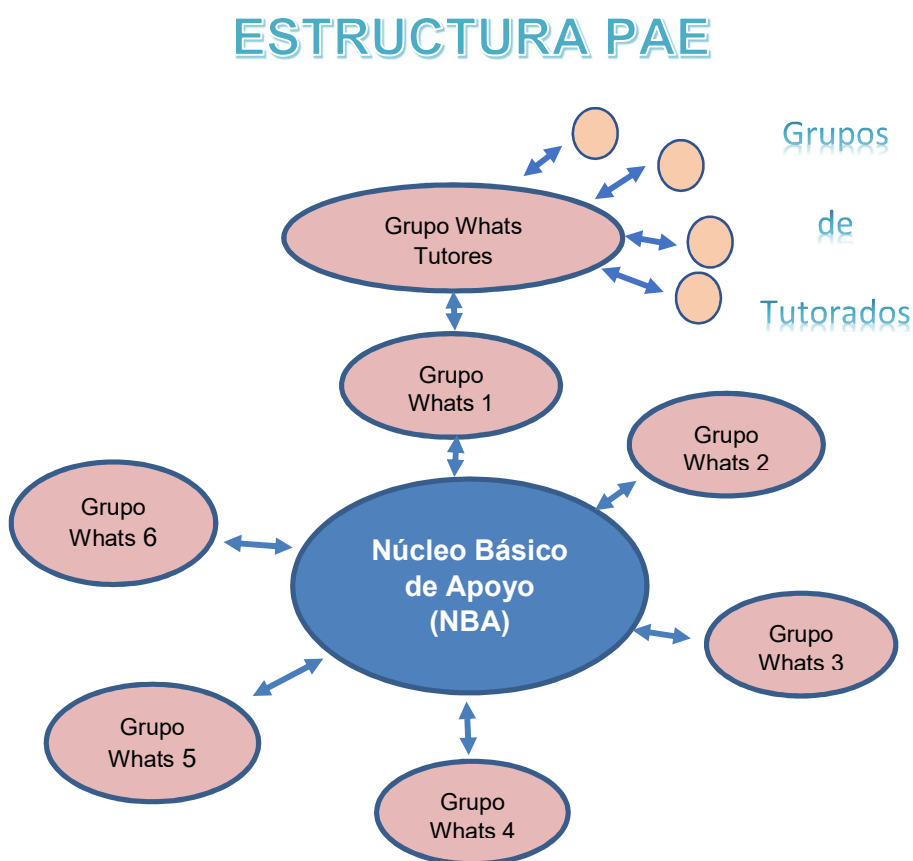 ESTRUCTURA PAE
Grupos
de
Tutorados
Grupo Whats
Tutores
Grupo
Whats 1
Grupo
Whats 2
Grupo
Whats 6
Núcleo Básico
de Apoyo
(NBA)
Grupo
Whats 3
Grupo
Whats 5
Grupo
Whats 4